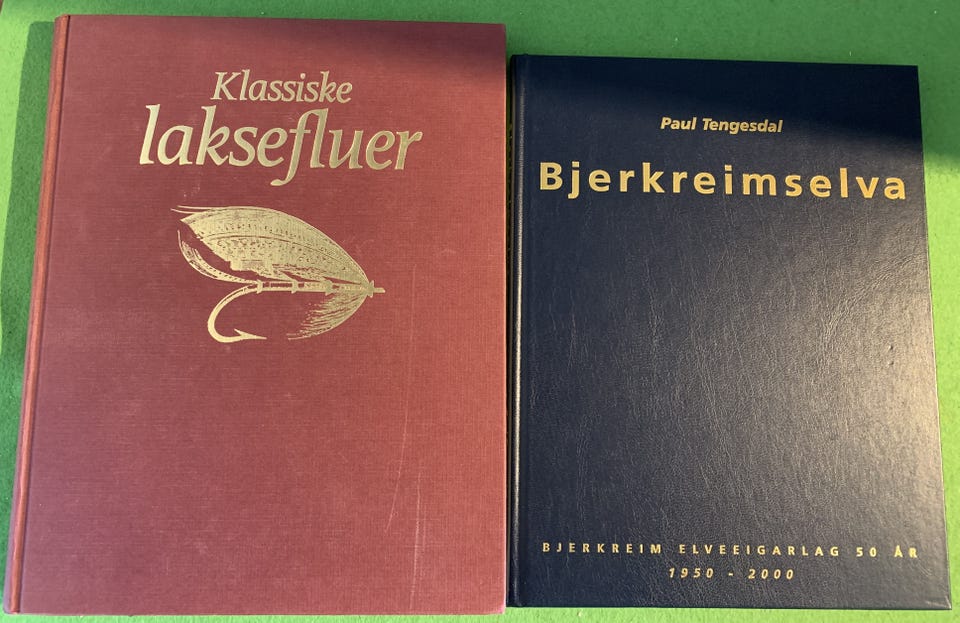 Klassiske
laksefluer
Paul Tengesdal
Bjerkreimselva
BJERKREIM ELVEEIGARLAG 50 ÅR
1950 - 2000